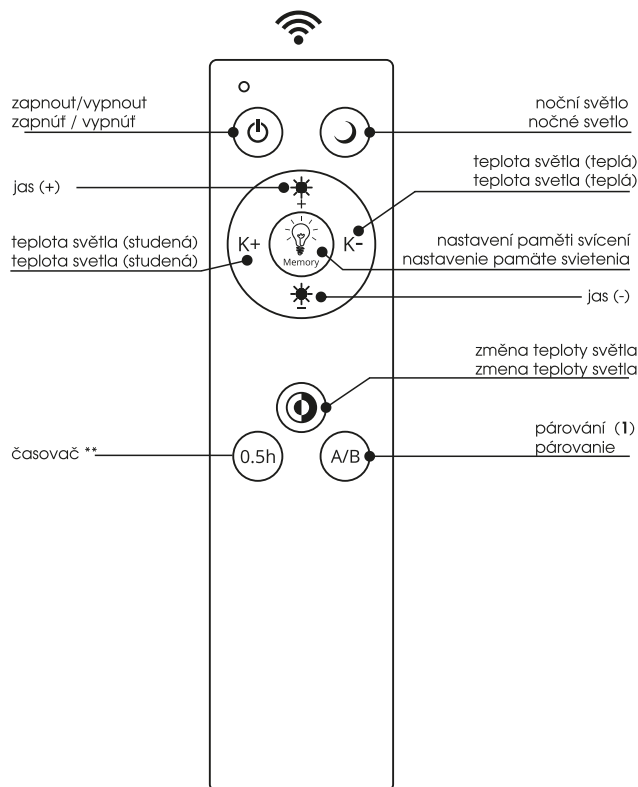 zapnout/vypnout
zapnúť / vypnúť
noční světlo
nočné svetlo
teplota světla (teplá)
teplota svetla (teplá)
jas (+)
+
K+
K-
Memory
teplota světla (studená)
teplota svetla (studená)
nastavení paměti svícení
nastavenie pamäte svietenia
jas (-)
−
změna teploty světla
zmena teploty svetla
časovač **
0.5h
A/B
párování (1)
párovanie